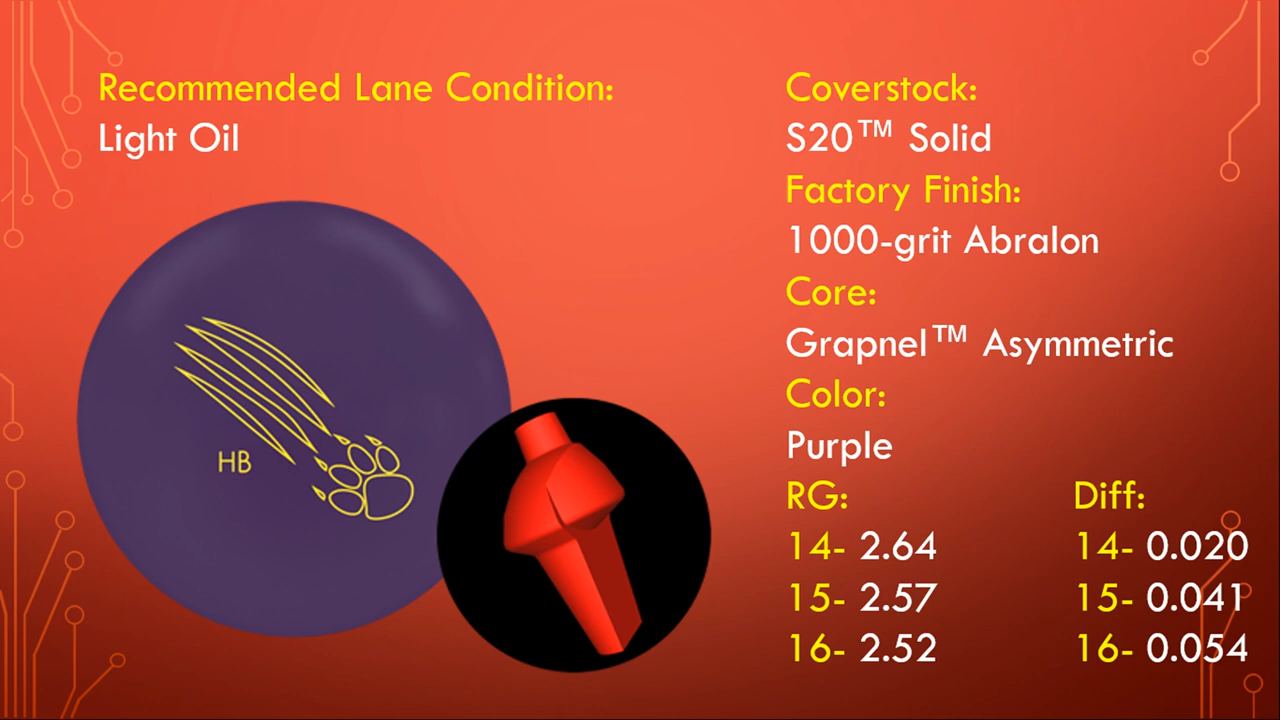 Recommended Lane Condition:
Light Oil
HB
Coverstock:
S20™ Solid
Factory Finish:
1000-grit Abralon
Core:
Grapnel™ Asymmetric
Color:
Purple
RG: Diff:
14- 2.64 14- 0.020
15- 2.57 15- 0.041
16- 2.52 16- 0.054